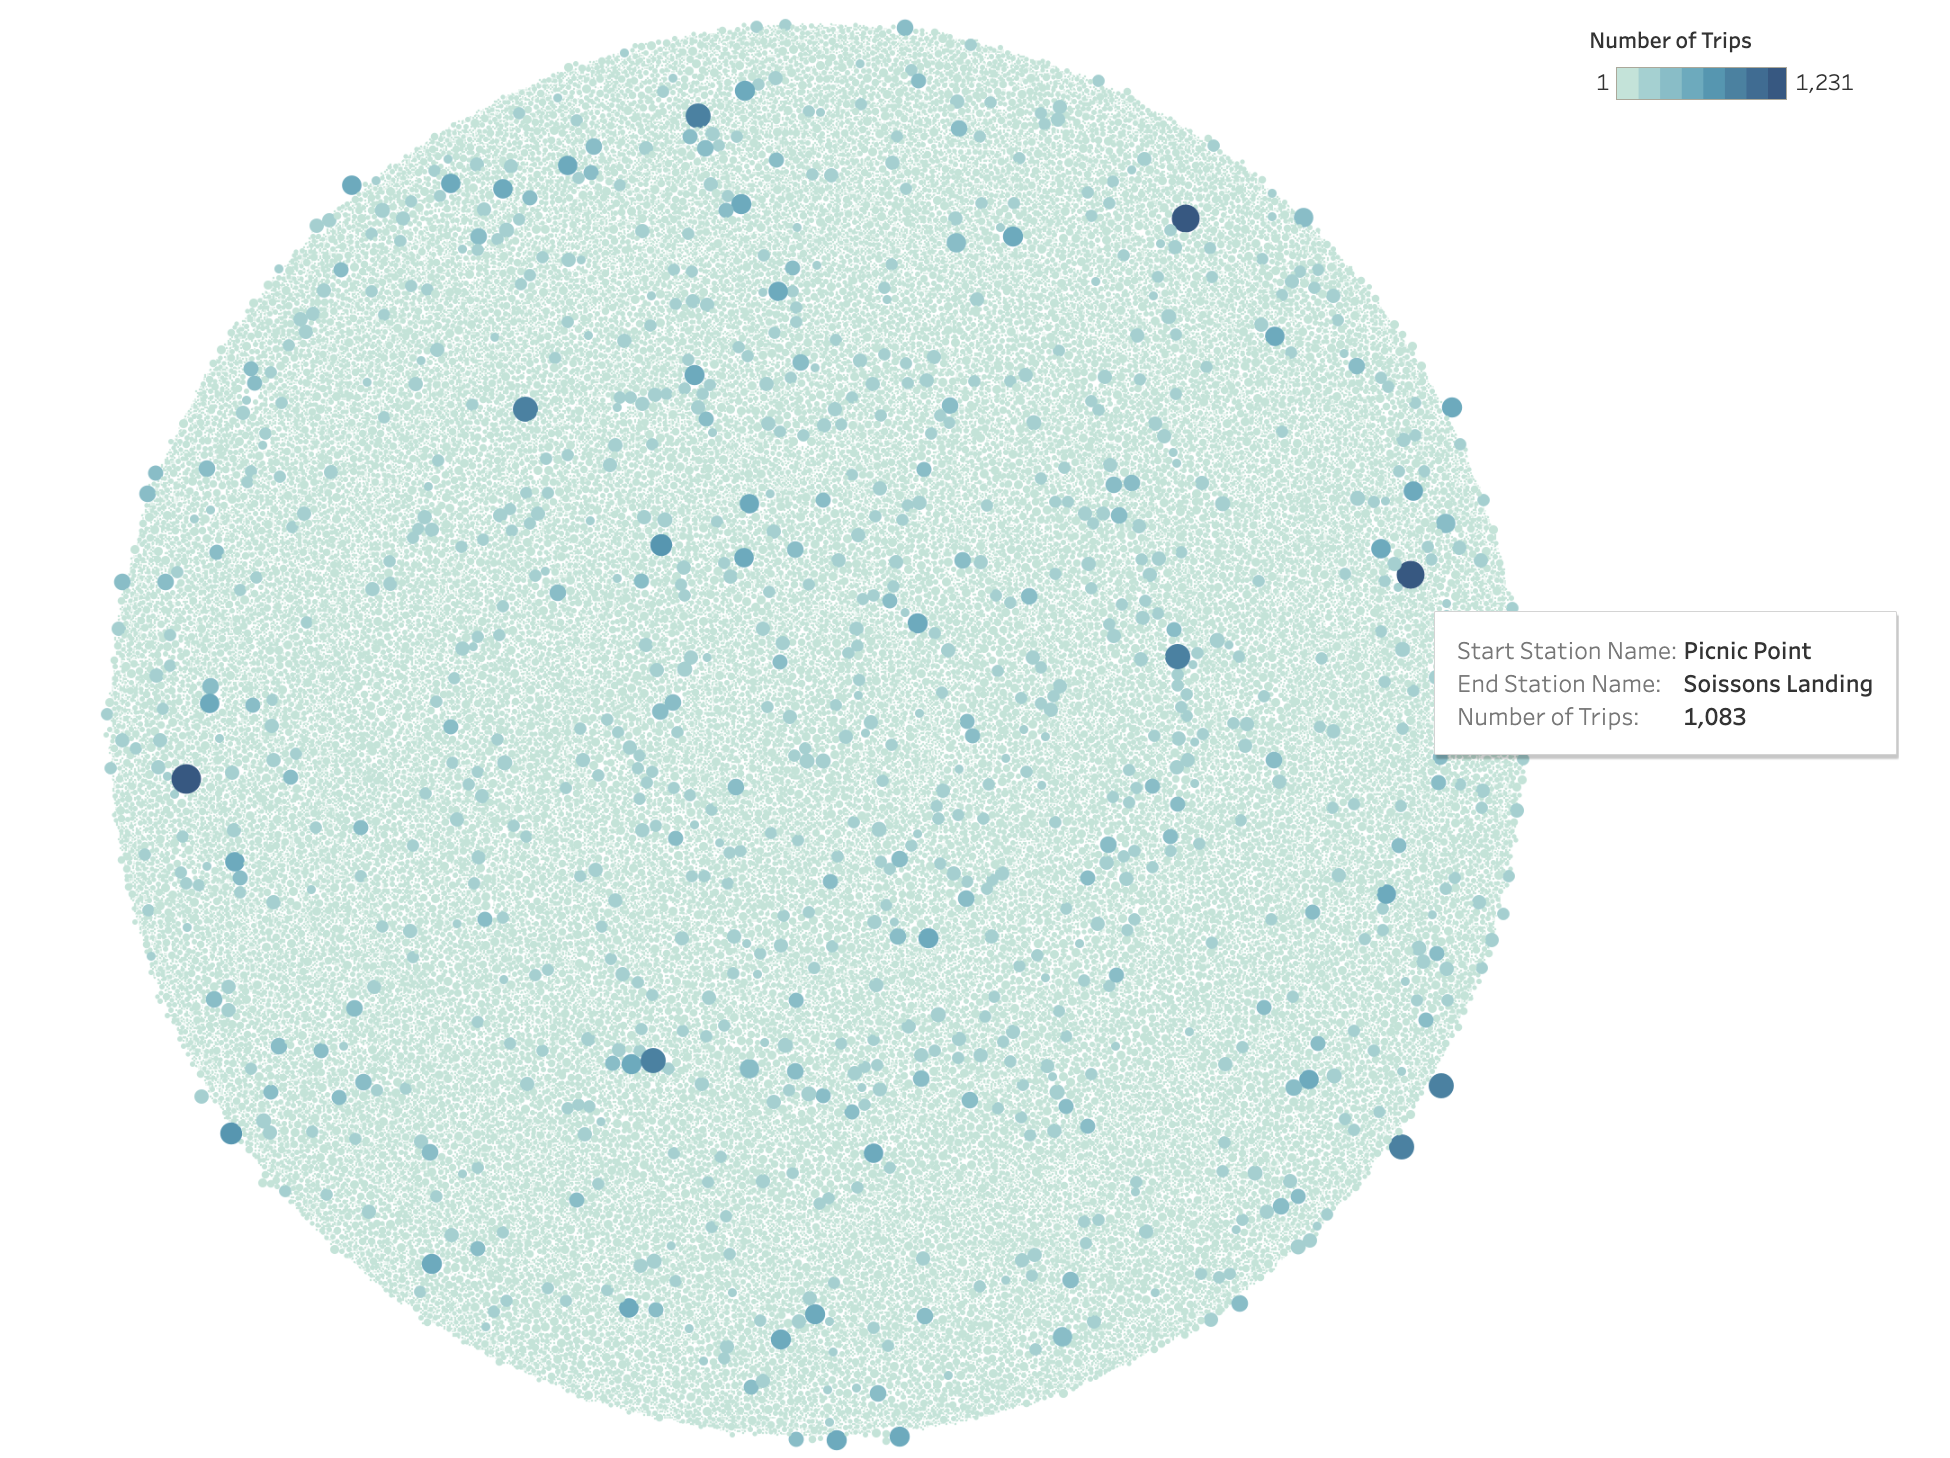 Number of Trips
1 1,231
Start Station Name: Picnic Point
End Station Name: Soissons Landing
Number of Trips: 1,083